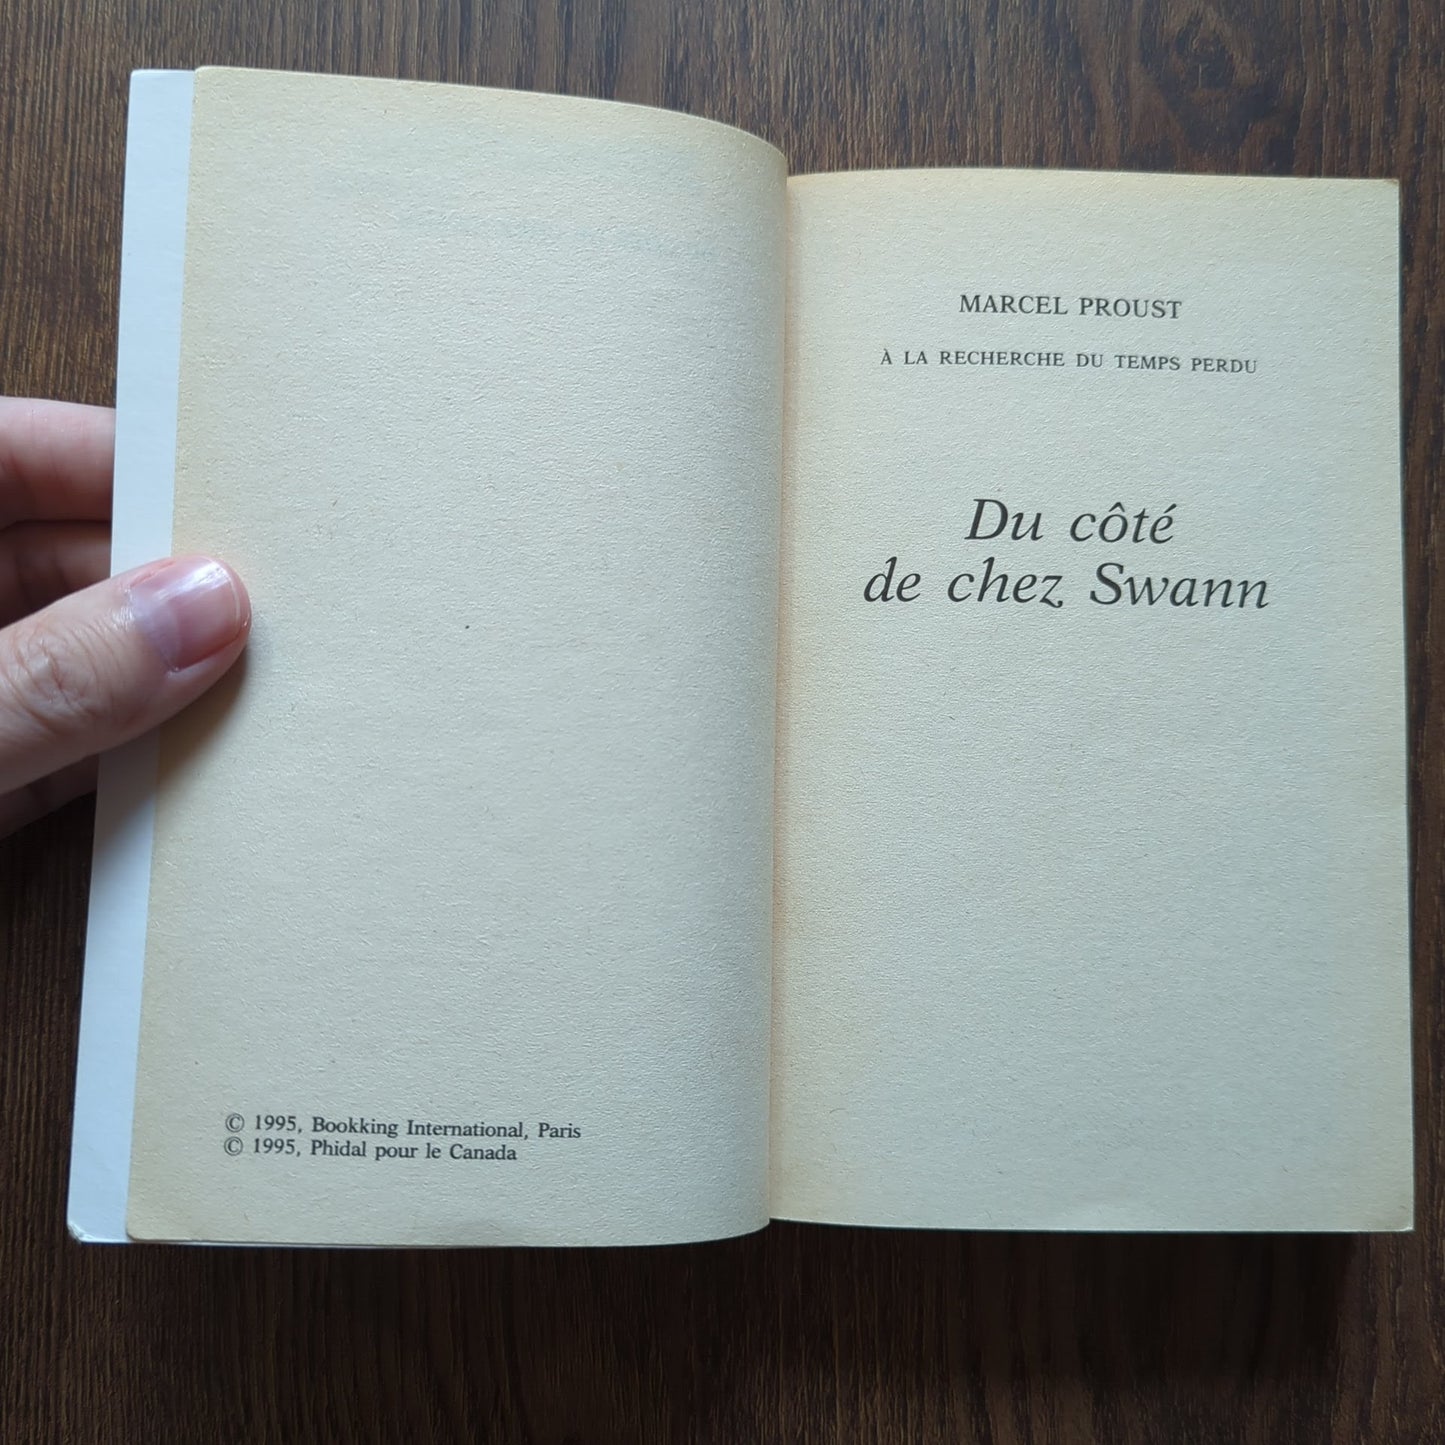 © 1995, Bookking International, Paris
© 1995, Phidal pour le Canada
MARCEL PROUST
À LA RECHERCHE DU TEMPS PERDU
Du côté
de chez Swann